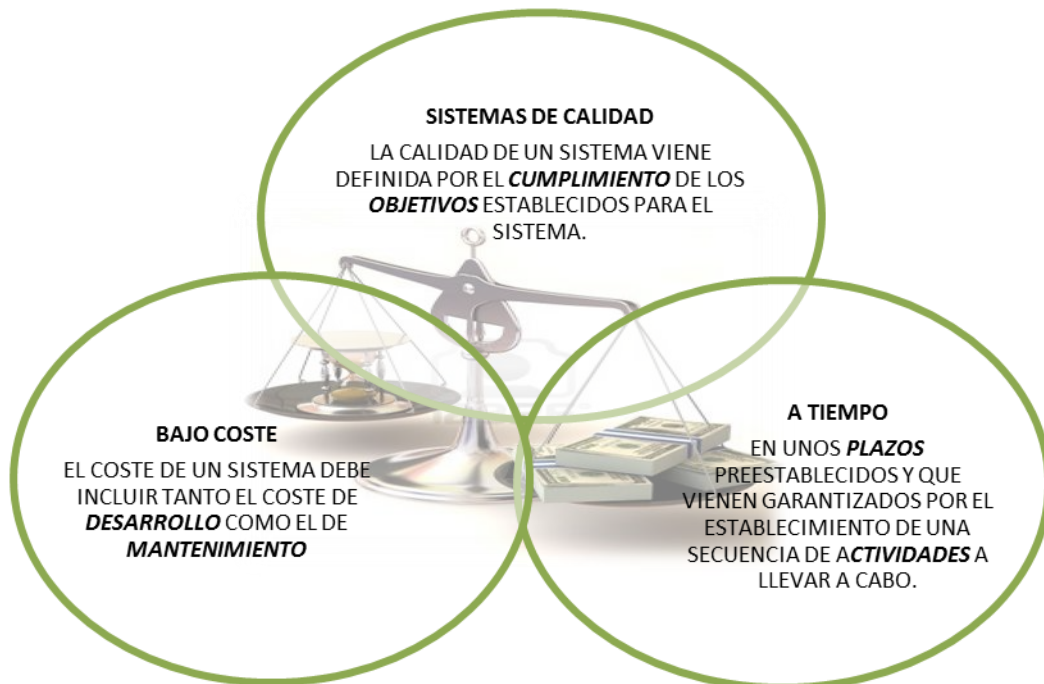 SISTEMAS DE CALIDAD
LA CALIDAD DE UN SISTEMA VIENE
DEFINIDA POR EL CUMPLIMIENTO DE LOS
OBJETIVOS ESTABLECIDOS PARA EL
SISTEMA.
BAJO COSTE
EL COSTE DE UN SISTEMA DEBE
INCLUIR TANTO EL COSTE DE
DESARROLLO COMO EL DE
MANTENIMIENTO
A TIEMPO
EN UNOS PLAZOS
PREESTABLECIDOS Y QUE
VIENEN GARANTIZADOS POR EL
ESTABLECIMIENTO DE UNA
SECUENCIA DE ACTIVIDADES A
LLEVAR A CABO.